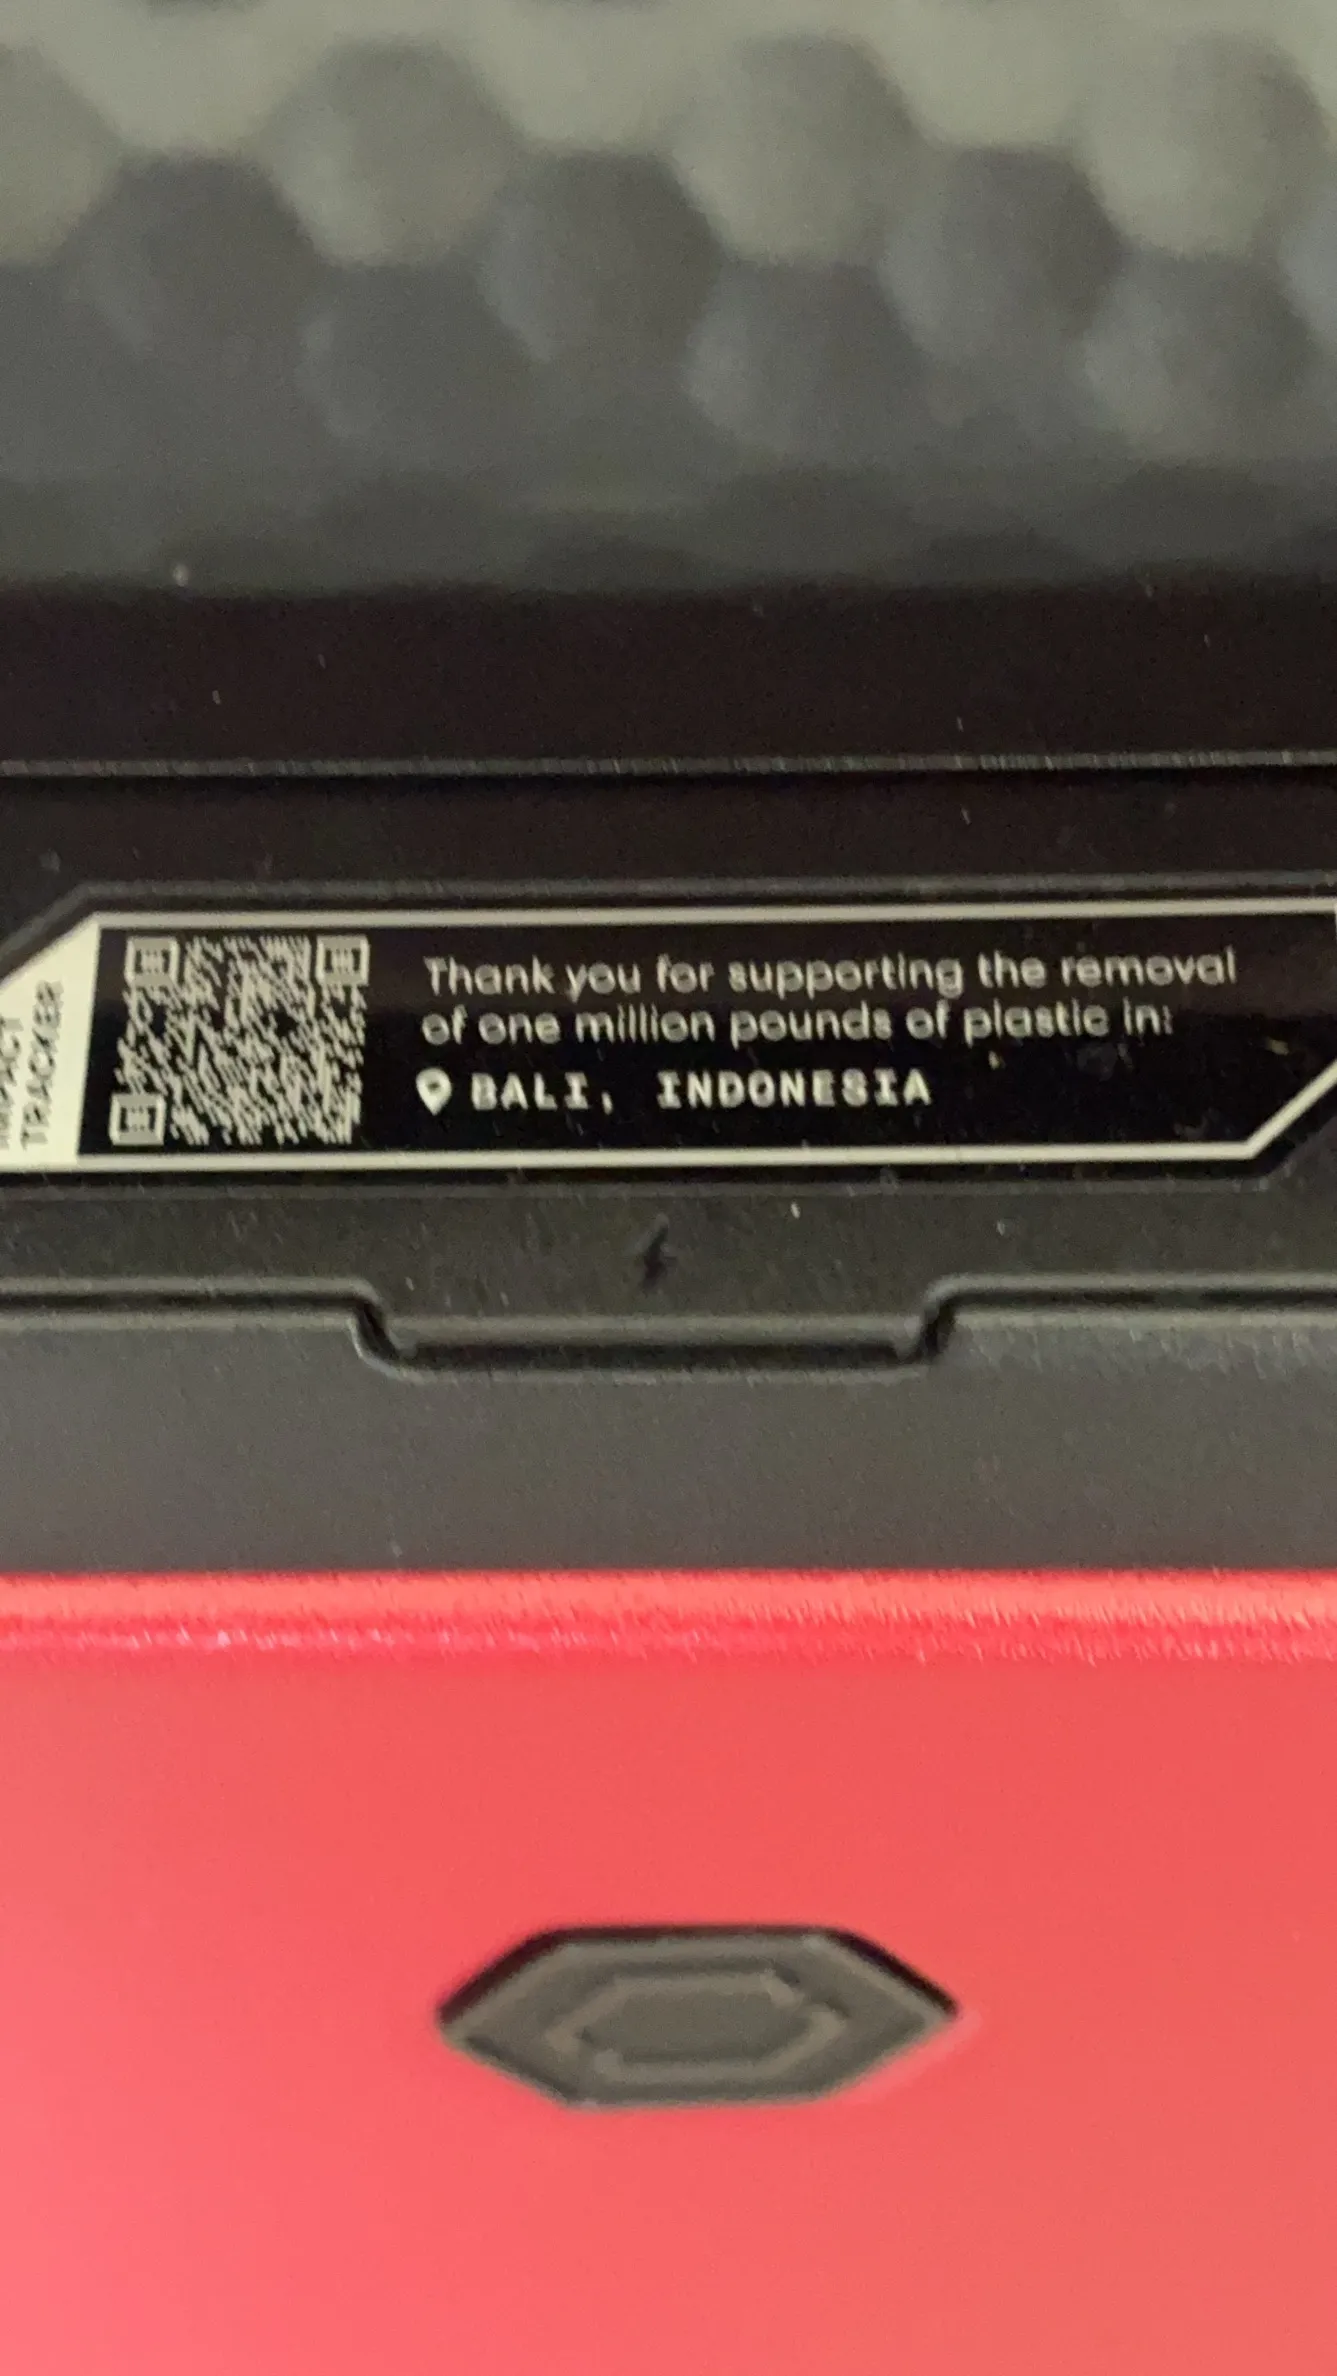 IMPACT
TRACKER
Thank you for supporting the removal
of one million pounds of plastic in:
BALI, INDONESIA